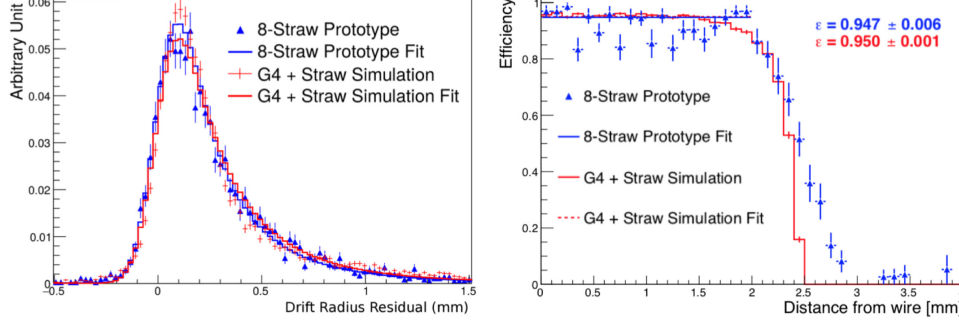 Arbitrary Unit
0.06
0.05
0.04
0.03
0.02
0.01
0
8-Straw Prototype
8-Straw Prototype Fit
G4 + Straw Simulation
G4 + Straw Simulation Fit
-0.5
0
0.5
1.0
1.5
Drift Radius Residual (mm)
Efficiency
0.8
0.6
0.4
0.2
0
ε = 0.947 ± 0.006
ε = 0.950 ± 0.001
8-Straw Prototype
8-Straw Prototype Fit
G4 + Straw Simulation
G4 + Straw Simulation Fit
0
0.5
1
1.5
2
2.5
3
3.5
Distance from wire [mm]